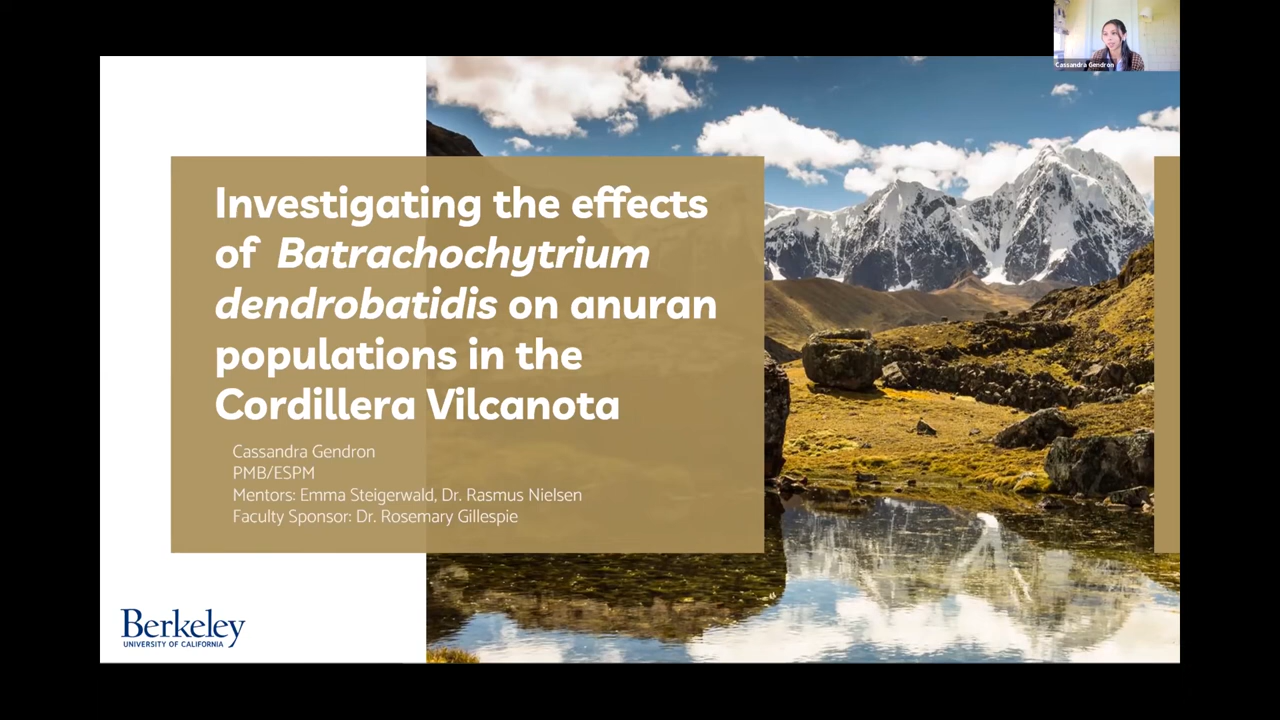 Cassandra Gendron
Investigating the effects
of Batrachochytrium
dendrobatidis on anuran
populations in the
Cordillera Vilcanota
Cassandra Gendron
PMB/ESPM
Mentors: Emma Steigerwald, Dr. Rasmus Nielsen
Faculty Sponsor: Dr. Rosemary Gillespie
Berkeley
UNIVERSITY OF CALIFORNIA